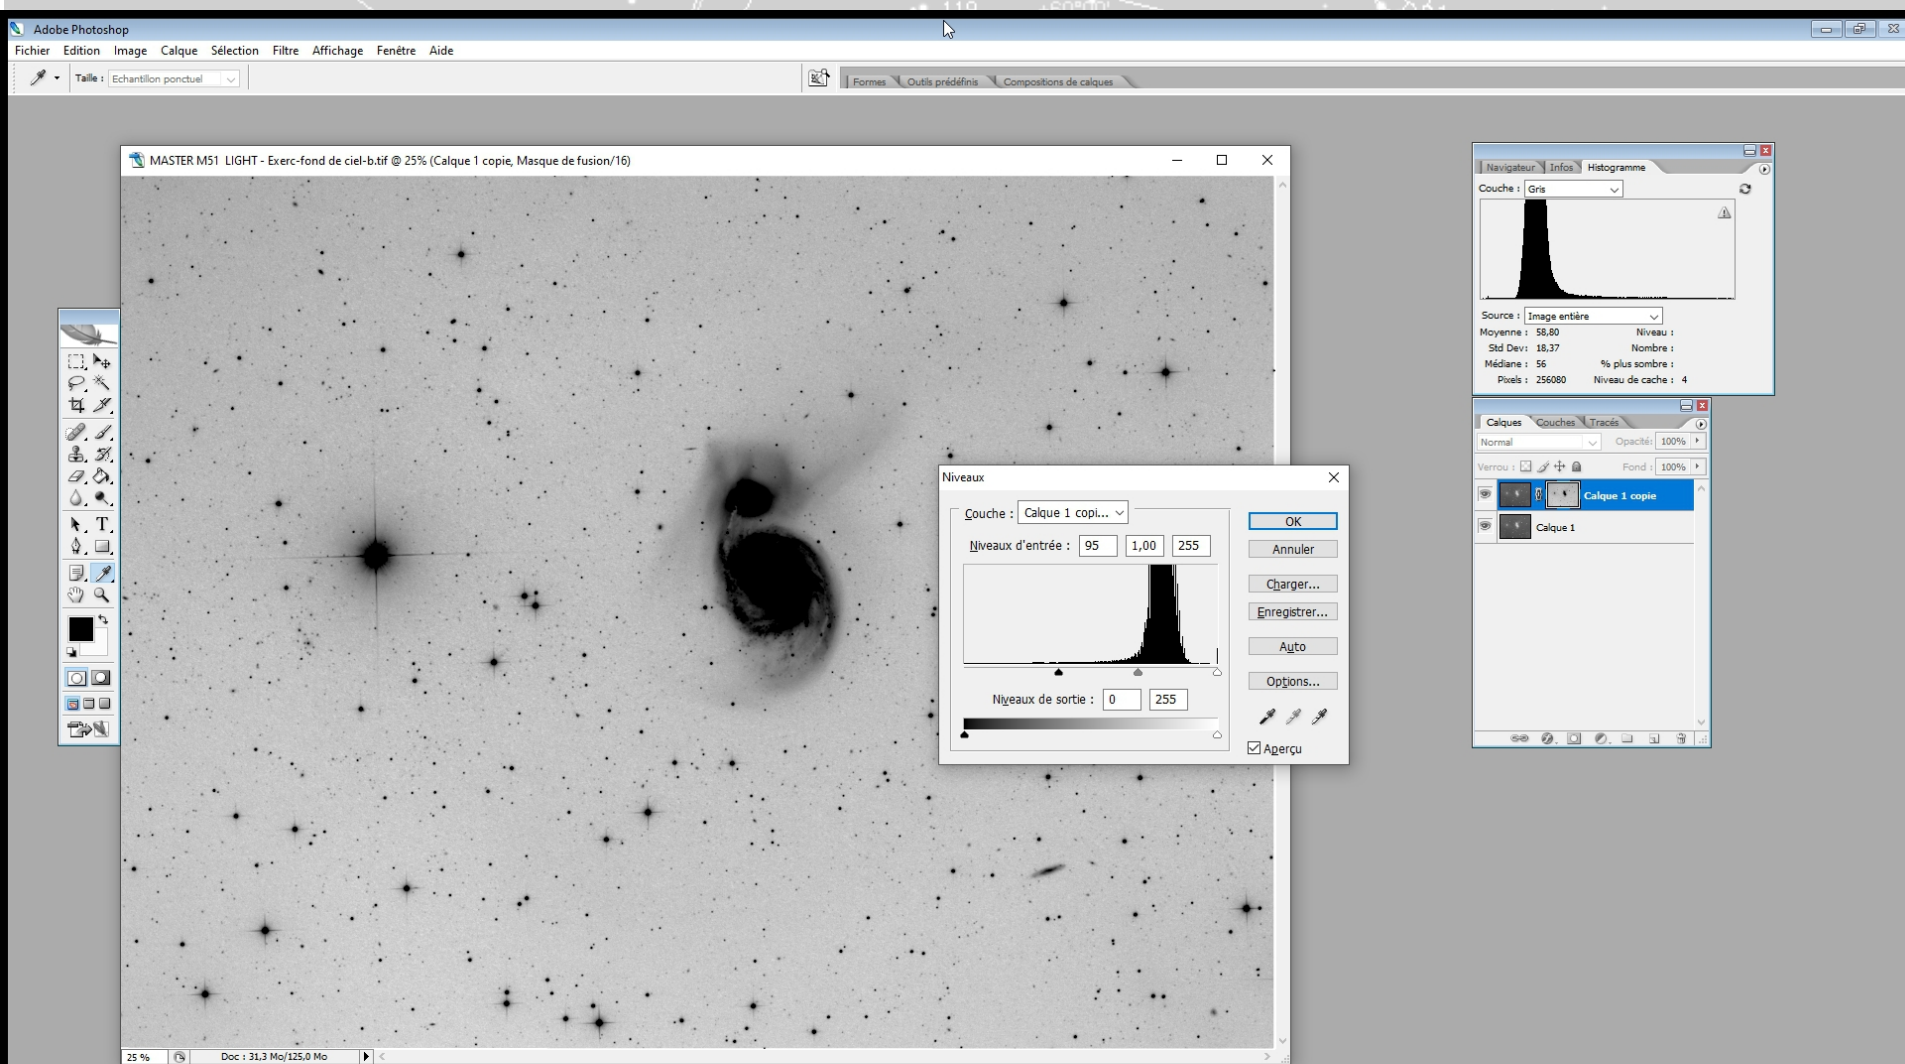 119 +60°00'
Adobe Photoshop
Fichier Edition Image Calque Sélection Filtre Affichage Fenêtre Aide
Taille : Echantillon ponctuel
Formes Outils prédéfinis Compositions de calques
MASTER M51 LIGHT - Exerc-fond de ciel-b.tif @ 25% (Calque 1 copie, Masque de fusion/16)
Navigateur Infos Histogramme
Couche : Gris
Source : Image entière
Moyenne : 58,80 Niveau :
Std Dev: 18,37 Nombre :
Médiane : 56 % plus sombre :
Pixels : 256080 Niveau de cache : 4
Calques Couches Tracés
Normal Opacité: 100%
Verrou : Fond : 100%
Calque 1 copie
Calque 1
Niveaux
Couche : Calque 1 copi...
Niveaux d'entrée : 95 1,00 255
Niveaux de sortie : 0 255
OK
Annuler
Charger...
Enregistrer...
Auto
Options...
Aperçu
T
25 % Doc : 31,3 Mo/125,0 Mo